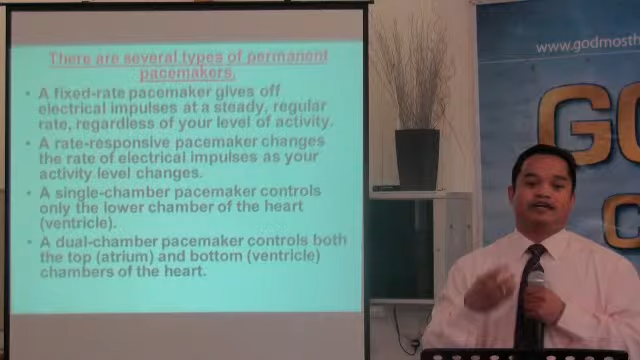 There are several types of permanent
pacemakers.
• A fixed-rate pacemaker gives off
electrical impulses at a steady, regular
rate, regardless of your level of activity.
• A rate-responsive pacemaker changes
the rate of electrical impulses as your
activity level changes.
• A single-chamber pacemaker controls
only the lower chamber of the heart
(ventricle).
• A dual-chamber pacemaker controls both
the top (atrium) and bottom (ventricle)
chambers of the heart.
www.godmosth
GO